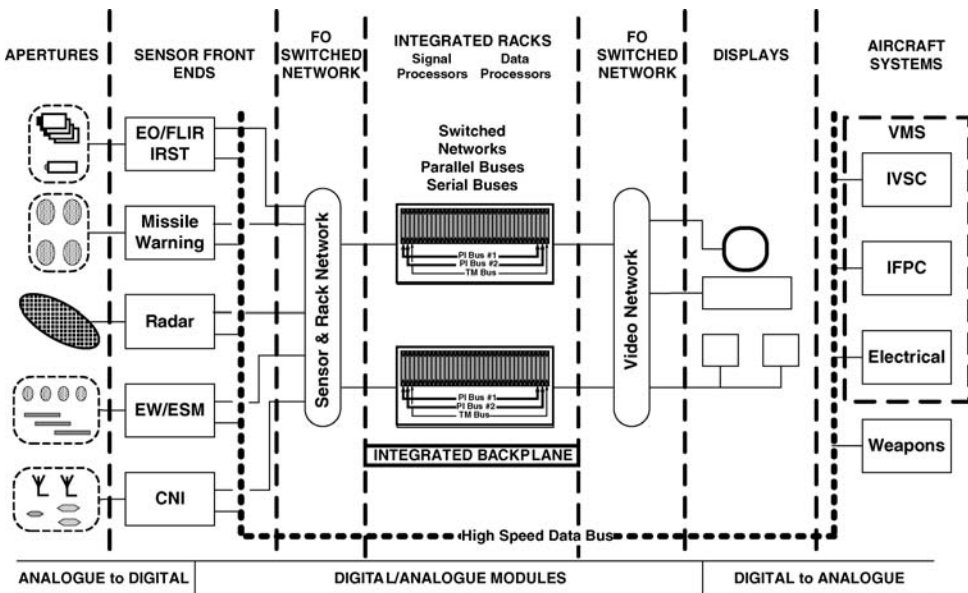 APERTURES
SENSOR FRONT
ENDS
FO
SWITCHED
NETWORK
INTEGRATED RACKS
Signal
Processors
Data
Processors
FO
SWITCHED
NETWORK
DISPLAYS
AIRCRAFT
SYSTEMS
EO/FLIR
IRST
Missile
Warning
Radar
EW/ESM
CNI
Sensor & Rack Network
Switched
Networks
Parallel Buses
Serial Buses
PI Bus #1
PI Bus #2
TM Bus
PI Bus #1
PI Bus #2
TM Bus
INTEGRATED BACKPLANE
Video Network
VMS
IVSC
IFPC
Electrical
Weapons
High Speed Data Bus
ANALOGUE to DIGITAL
DIGITAL/ANALOGUE MODULES
DIGITAL to ANALOGUE